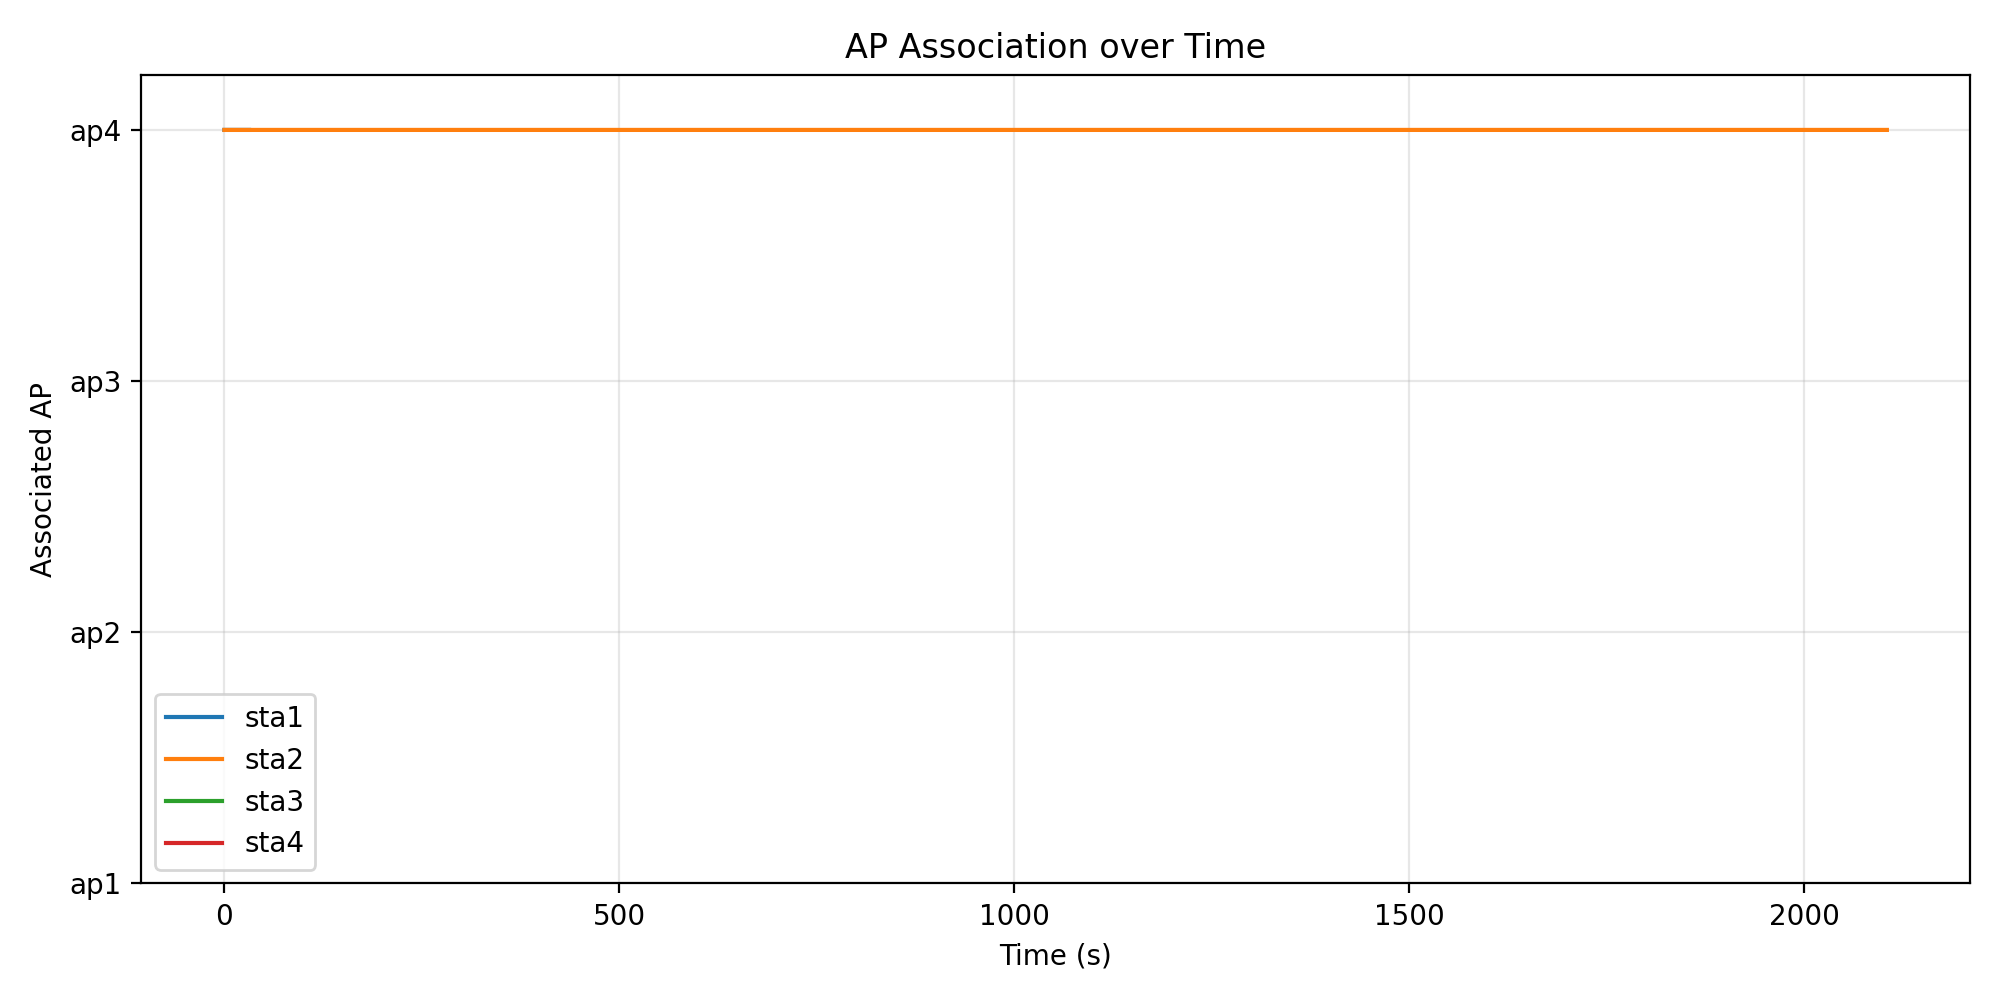 AP Association over Time
ap4
ap3
ap2
ap1
Associated AP
sta1
sta2
sta3
sta4
0
500
1000
1500
2000
Time (s)